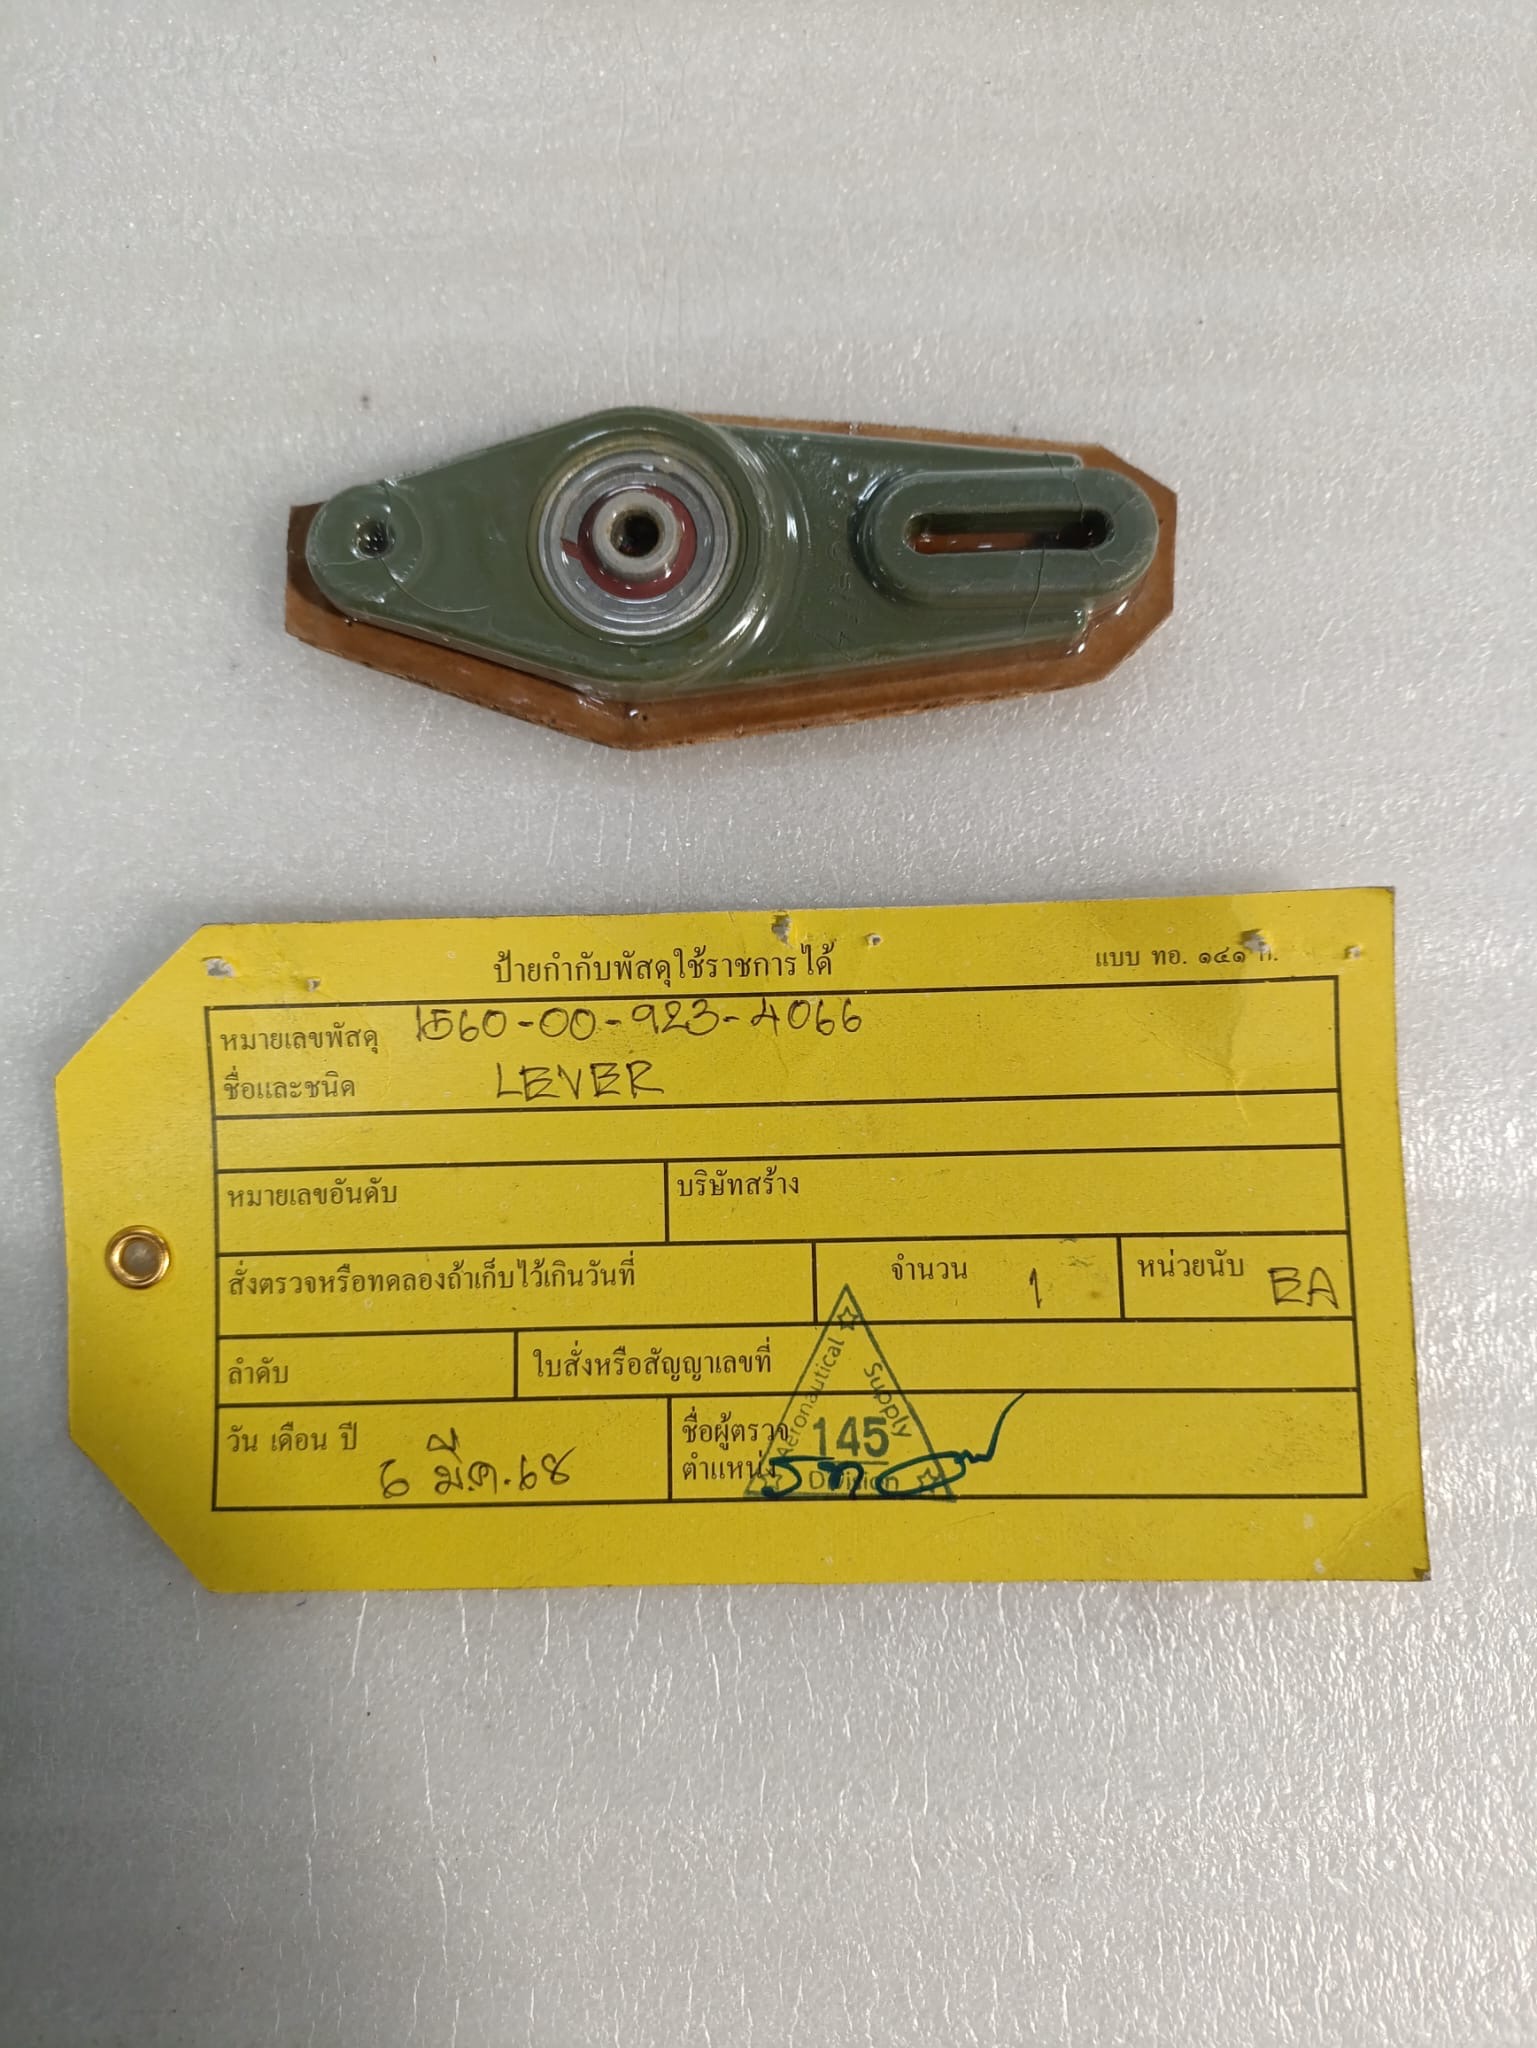 ป้ายกำกับพัสดุใช้ราชการได้
แบบ ทอ. ๑๔๑ ก.
หมายเลขพัสดุ 1560-00-923-4066
ชื่อและชนิด LEVER
หมายเลขอันดับ
บริษัทสร้าง
สั่งตรวจหรือทดลองถ้าเก็บไว้เกินวันที่
จำนวน 1
หน่วยนับ EA
ลำดับ
ใบสั่งหรือสัญญาเลขที่
วัน เดือน ปี 6 มี.ค.68
ชื่อผู้ตรวจ
ตำแหน่ง
Aeronautical Supply
145
Division